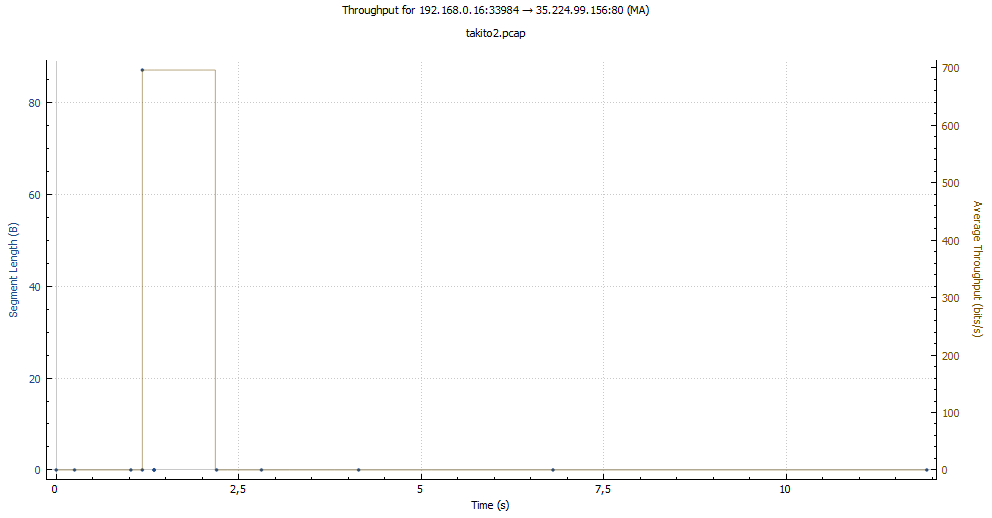 Throughput for 192.168.0.16:33984 → 35.224.99.156:80 (MA)
takito2.pcap
Segment Length (B)
80
60
40
20
0
700
600
500
400
300
200
100
0
Average Throughput (bits/s)
0 2,5 5 7,5 10
Time (s)